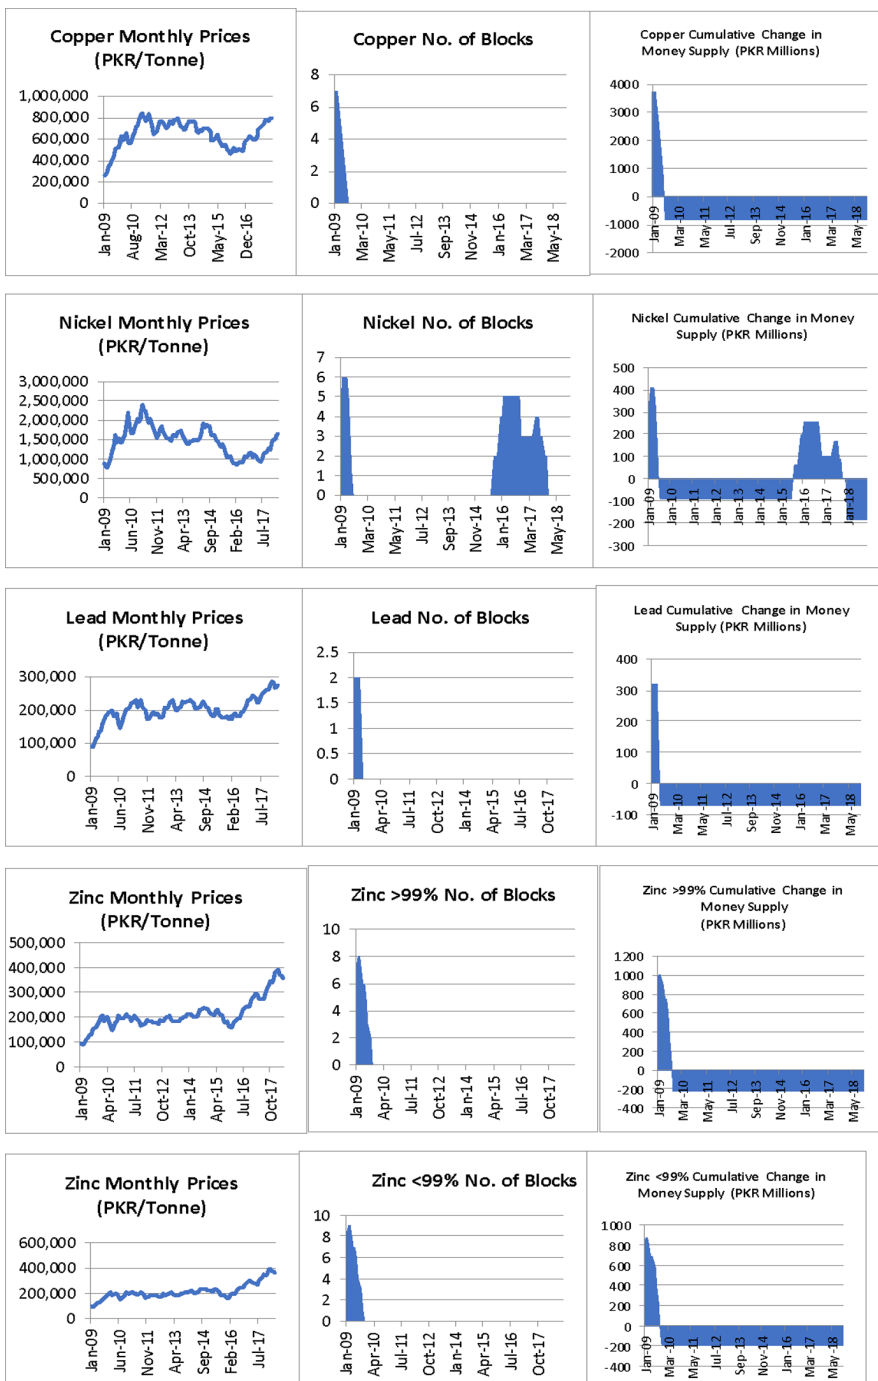 Copper Monthly Prices
(PKR/Tonne)
1,000,000
800,000
600,000
400,000
200,000
0
Jan-09
Aug-10
Mar-12
Oct-13
May-15
Dec-16
Copper No. of Blocks
8
6
4
2
0
Jan-09
Mar-10
May-11
Jul-12
Sep-13
Nov-14
Jan-16
Mar-17
May-18
Copper Cumulative Change in
Money Supply (PKR Millions)
4000
3000
2000
1000
0
-1000
-2000
Jan-09
Mar-10
May-11
Jul-12
Sep-13
Nov-14
Jan-16
Mar-17
May-18
Nickel Monthly Prices
(PKR/Tonne)
3,000,000
2,500,000
2,000,000
1,500,000
1,000,000
500,000
0
Jan-09
Jun-10
Nov-11
Apr-13
Sep-14
Feb-16
Jul-17
Nickel No. of Blocks
7
6
5
4
3
2
1
0
Jan-09
Mar-10
May-11
Jul-12
Sep-13
Nov-14
Jan-16
Mar-17
May-18
Nickel Cumulative Change in Money
Supply (PKR Millions)
500
400
300
200
100
0
-100
-200
-300
Jan-09
Jan-10
Jan-11
Jan-12
Jan-13
Jan-14
Jan-15
Jan-16
Jan-17
Jan-18
Lead Monthly Prices
(PKR/Tonne)
300,000
200,000
100,000
0
Jan-09
Jun-10
Nov-11
Apr-13
Sep-14
Feb-16
Jul-17
Lead No. of Blocks
2.5
2
1.5
1
0.5
0
Jan-09
Apr-10
Jul-11
Oct-12
Jan-14
Apr-15
Jul-16
Oct-17
Lead Cumulative Change in Money
Supply (PKR Millions)
400
300
200
100
0
-100
Jan-09
Mar-10
May-11
Jul-12
Sep-13
Nov-14
Jan-16
Mar-17
May-18
Zinc Monthly Prices
(PKR/Tonne)
500,000
400,000
300,000
200,000
100,000
0
Jan-09
Apr-10
Jul-11
Oct-12
Jan-14
Apr-15
Jul-16
Oct-17
Zinc >99% No. of Blocks
10
8
6
4
2
0
Jan-09
Apr-10
Jul-11
Oct-12
Jan-14
Apr-15
Jul-16
Oct-17
Zinc >99% Cumulative Change in
Money Supply
(PKR Millions)
1200
1000
800
600
400
200
0
-200
-400
Jan-09
Mar-10
May-11
Jul-12
Sep-13
Nov-14
Jan-16
Mar-17
May-18
Zinc Monthly Prices
(PKR/Tonne)
600,000
400,000
200,000
0
Jan-09
Jun-10
Nov-11
Apr-13
Sep-14
Feb-16
Jul-17
Zinc <99% No. of Blocks
10
8
6
4
2
0
Jan-09
Apr-10
Jul-11
Oct-12
Jan-14
Apr-15
Jul-16
Oct-17
Zinc <99% Cumulative Change in
Money Supply (PKR Millions)
1000
800
600
400
200
0
-200
-400
Jan-09
Mar-10
May-11
Jul-12
Sep-13
Nov-14
Jan-16
Mar-17
May-18